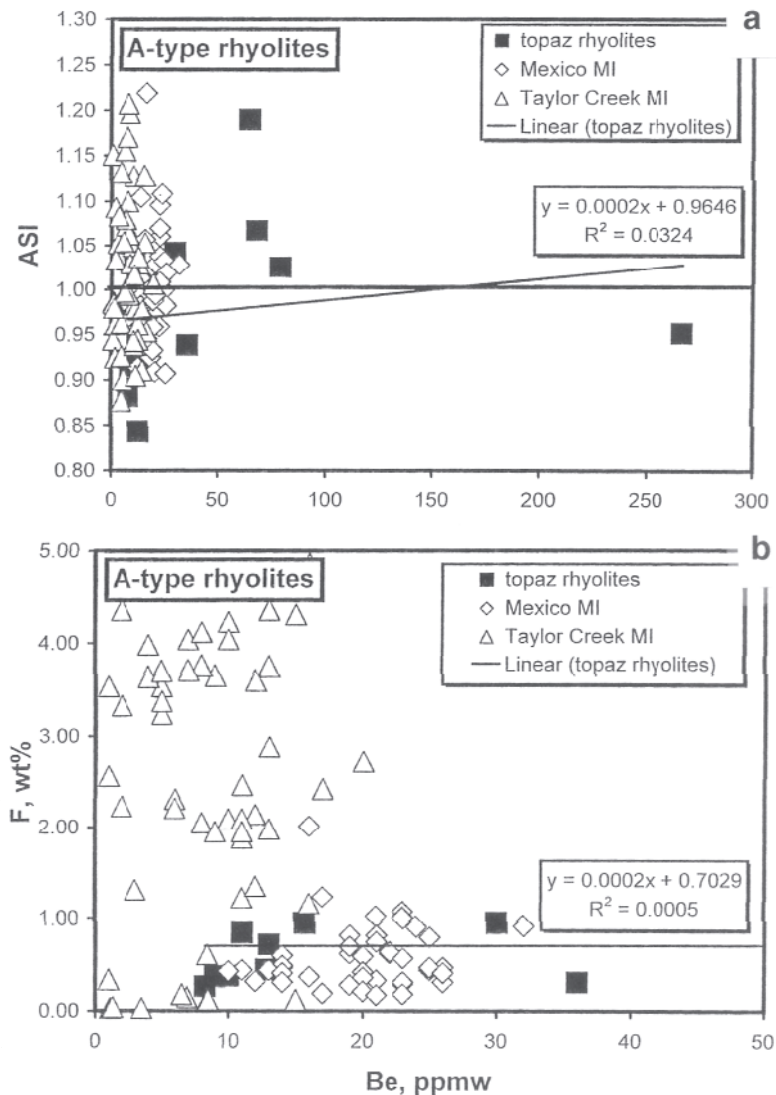 a
A-type rhyolites
topaz rhyolites
Mexico MI
Taylor Creek MI
Linear (topaz rhyolites)
y = 0.0002x + 0.9646
R² = 0.0324
ASI
1.30
1.25
1.20
1.15
1.10
1.05
1.00
0.95
0.90
0.85
0.80
0 50 100 150 200 250 300
b
A-type rhyolites
topaz rhyolites
Mexico MI
Taylor Creek MI
Linear (topaz rhyolites)
y = 0.0002x + 0.7029
R² = 0.0005
F, wt%
5.00
4.00
3.00
2.00
1.00
0.00
0 10 20 30 40 50
Be, ppmw